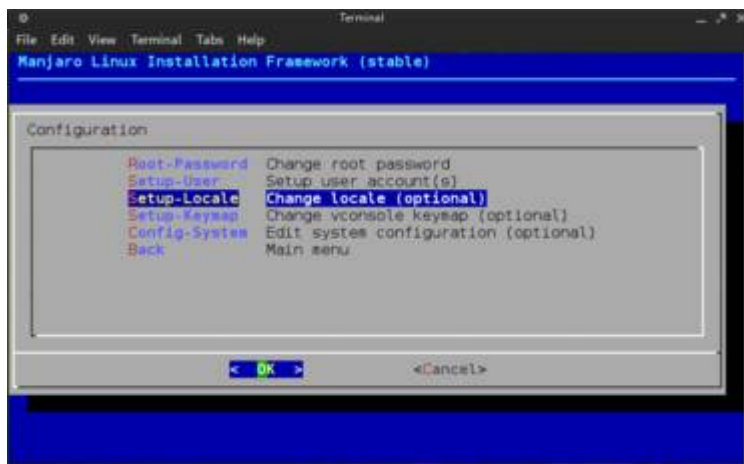 Terminal
File Edit View Terminal Tabs Help
Manjaro Linux Installation Framework (stable)
Configuration
Root-Password Change root password
Setup-User Setup user account(s)
Setup-Locale Change locale (optional)
Setup-Keymap Change vconsole keymap (optional)
Config-System Edit system configuration (optional)
Back Main menu
< OK > <Cancel>